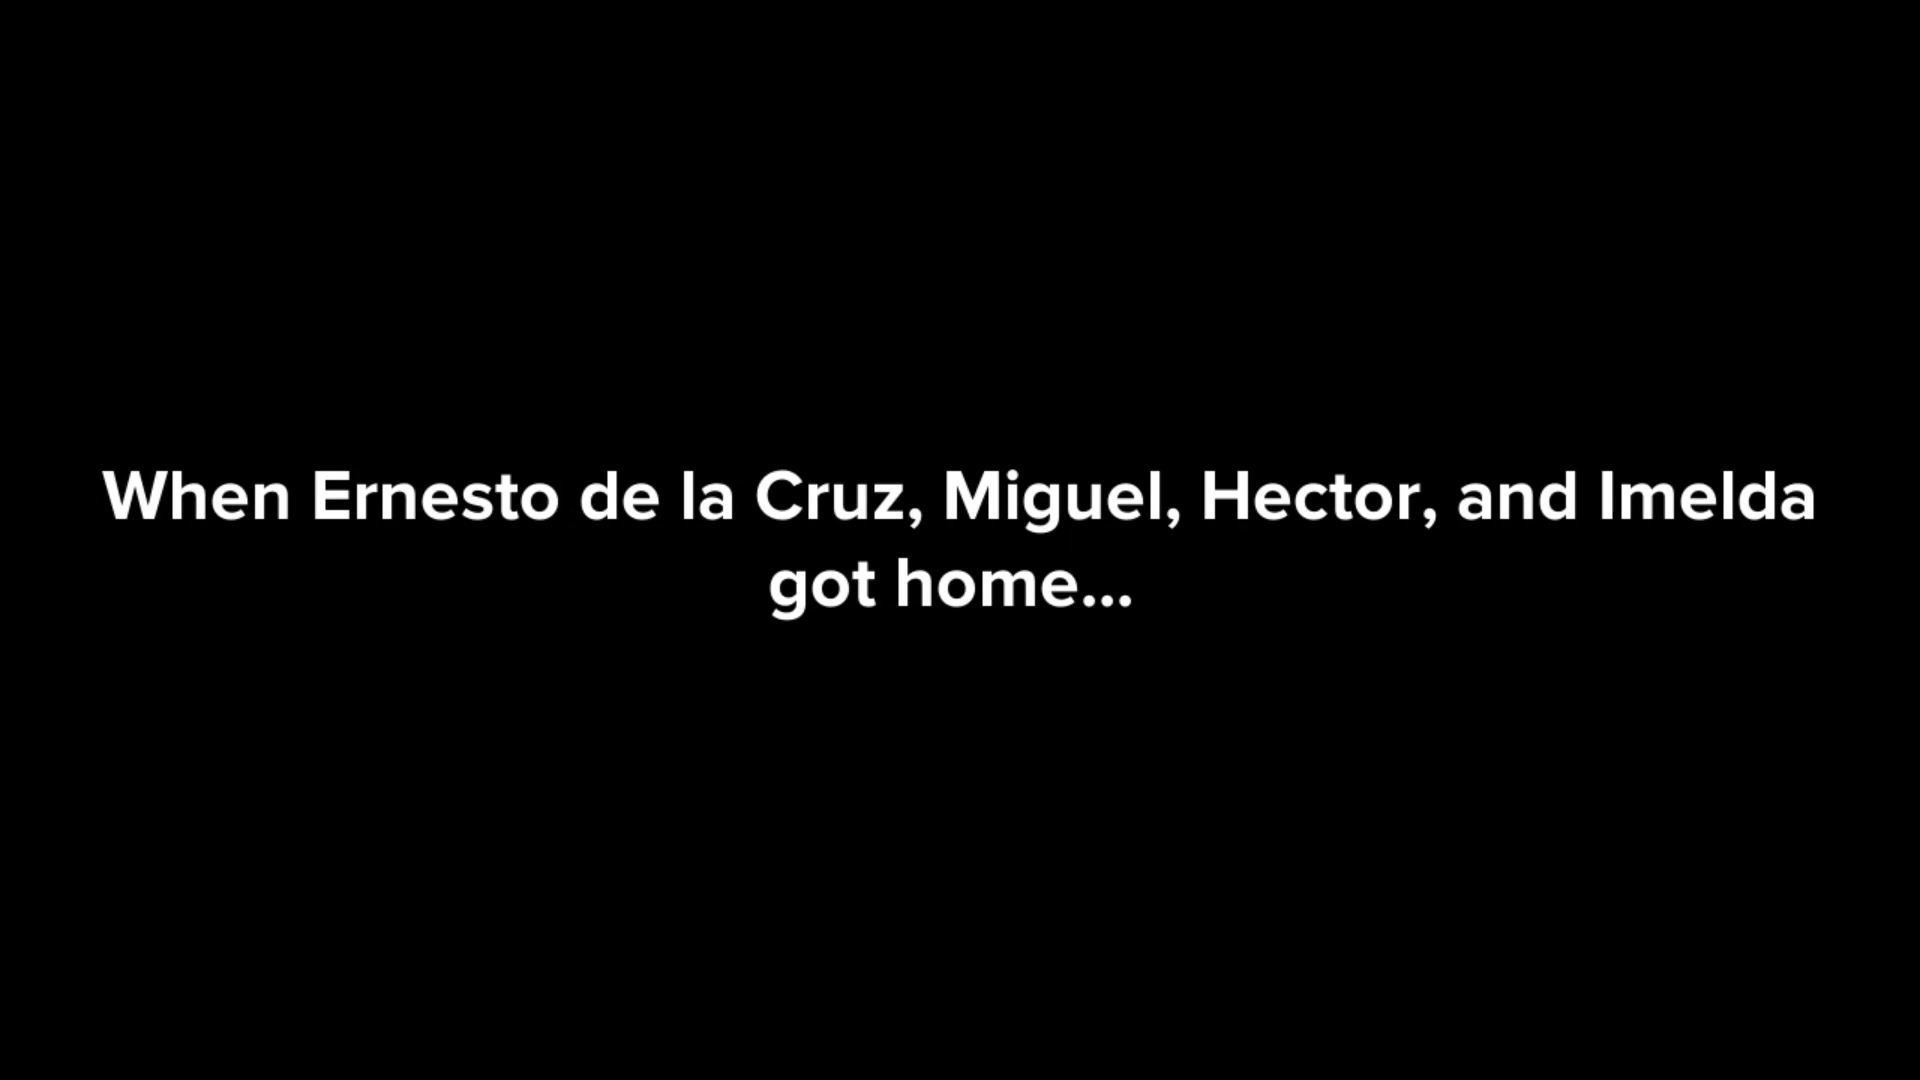 When Ernesto de la Cruz, Miguel, Hector, and Imelda
got home...